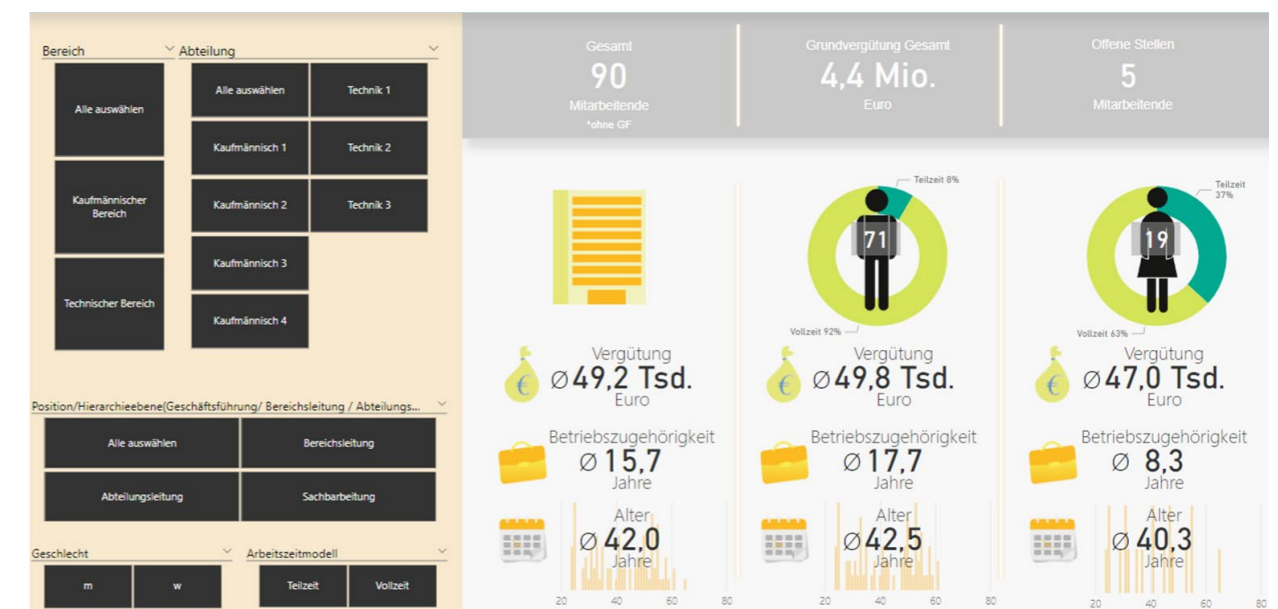 Bereich
Alle auswählen
Kaufmännischer
Bereich
Technischer Bereich
Abteilung
Alle auswählen
Technik 1
Kaufmännisch 1
Technik 2
Kaufmännisch 2
Technik 3
Kaufmännisch 3
Kaufmännisch 4
Position/Hierarchieebene(Geschäftsführung/ Bereichsleitung / Abteilungs...
Alle auswählen
Bereichsleitung
Abteilungsleitung
Sachbarbeitung
Geschlecht
m
w
Arbeitszeitmodell
Teilzeit
Vollzeit
Gesamt
90
Mitarbeitende
*ohne GF
Grundvergütung Gesamt
4,4 Mio.
Euro
Offene Stellen
5
Mitarbeitende
€
Vergütung
Ø 49,2 Tsd.
Euro
Betriebszugehörigkeit
Ø 15,7
Jahre
Alter
Ø 42,0
Jahre
20 40 60 80
Teilzeit 8%
71
Vollzeit 92%
€
Vergütung
Ø 49,8 Tsd.
Euro
Betriebszugehörigkeit
Ø 17,7
Jahre
Alter
Ø 42,5
Jahre
20 40 60 80
Teilzeit
37%
19
Vollzeit 63%
€
Vergütung
Ø 47,0 Tsd.
Euro
Betriebszugehörigkeit
Ø 8,3
Jahre
Alter
Ø 40,3
Jahre
20 40 60 80